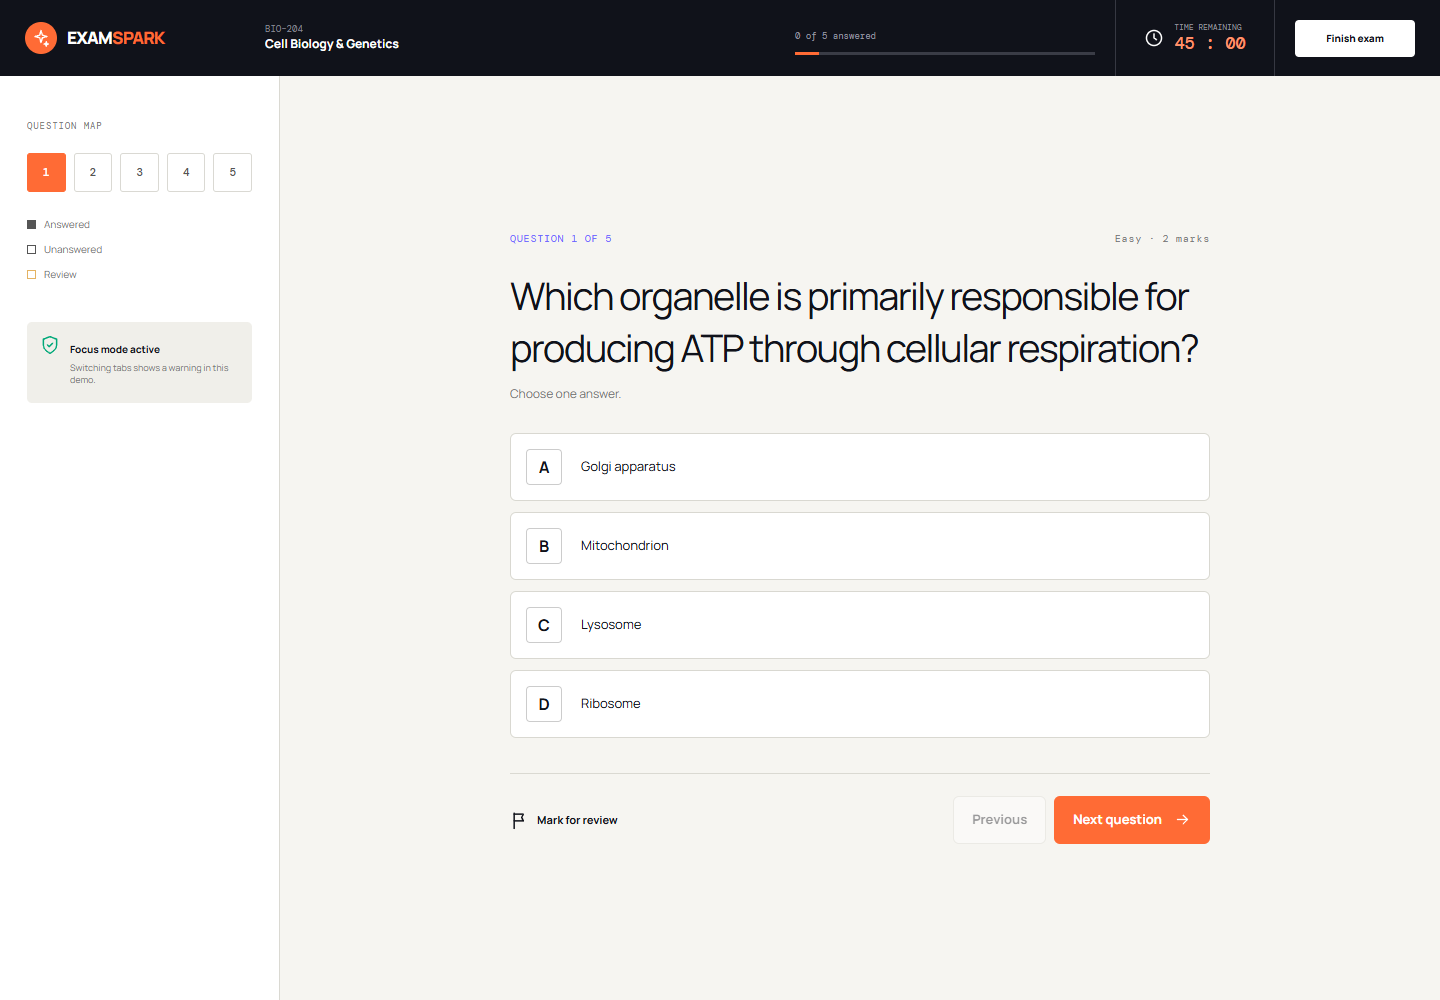 EXAMSPARK
BIO-204
Cell Biology & Genetics
0 of 5 answered
TIME REMAINING
45 : 00
Finish exam
QUESTION MAP
1 2 3 4 5
Answered
Unanswered
Review
Focus mode active
Switching tabs shows a warning in this
demo.
QUESTION 1 OF 5
Easy · 2 marks
Which organelle is primarily responsible for
producing ATP through cellular respiration?
Choose one answer.
A Golgi apparatus
B Mitochondrion
C Lysosome
D Ribosome
Mark for review
Previous
Next question